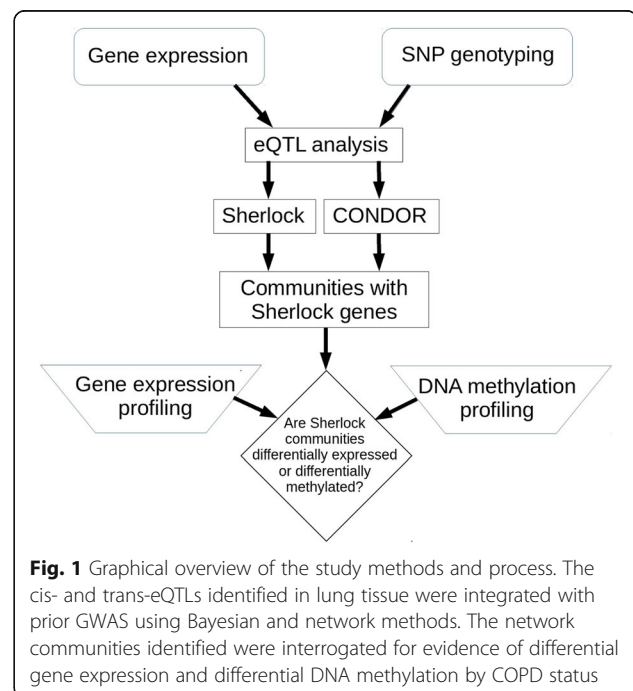 Gene expression
SNP genotyping
eQTL analysis
Sherlock
CONDOR
Communities with
Sherlock genes
Gene expression
profiling
DNA methylation
profiling
Are Sherlock
communities
differentially expressed
or differentially
methylated?
Fig. 1 Graphical overview of the study methods and process. The
cis- and trans-eQTLs identified in lung tissue were integrated with
prior GWAS using Bayesian and network methods. The network
communities identified were interrogated for evidence of differential
gene expression and differential DNA methylation by COPD status